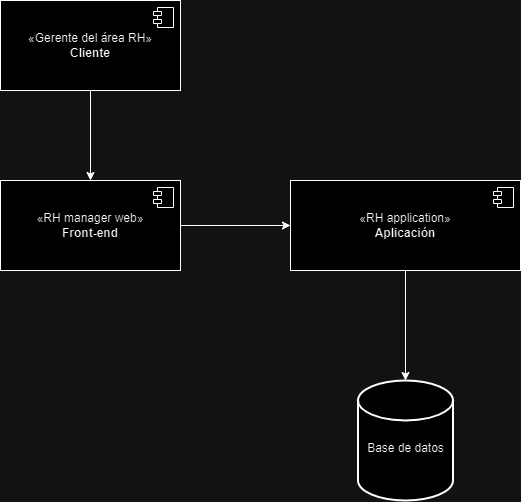 «Gerente del área RH»
Cliente
«RH manager web»
Front-end
«RH application»
Aplicación
Base de datos